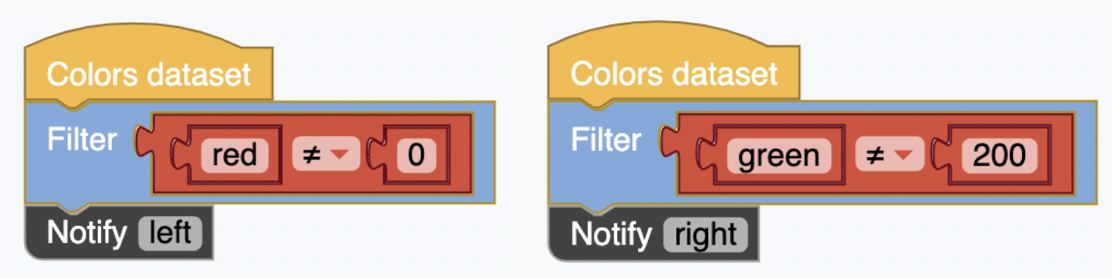 Colors dataset
Filter red ≠ 0
Notify left
Colors dataset
Filter green ≠ 200
Notify right